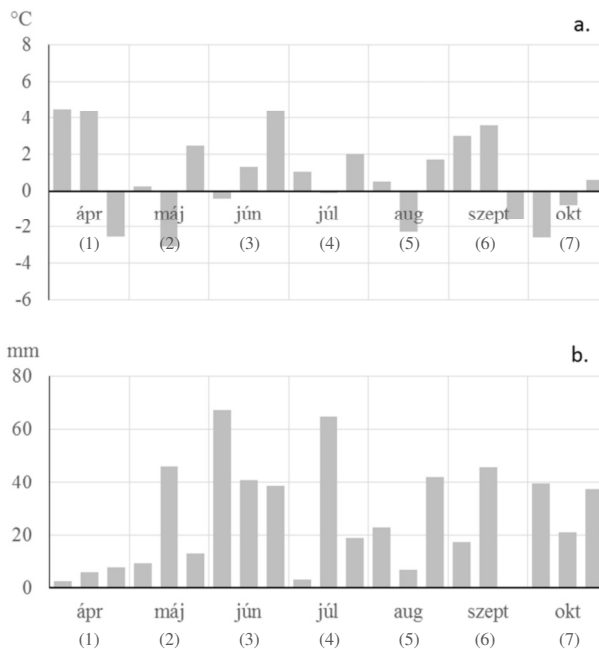 °C
a.
8
6
4
2
0
-2
-4
-6
ápr máj jún júl aug szept okt
(1) (2) (3) (4) (5) (6) (7)
mm
b.
80
60
40
20
0
ápr máj jún júl aug szept okt
(1) (2) (3) (4) (5) (6) (7)